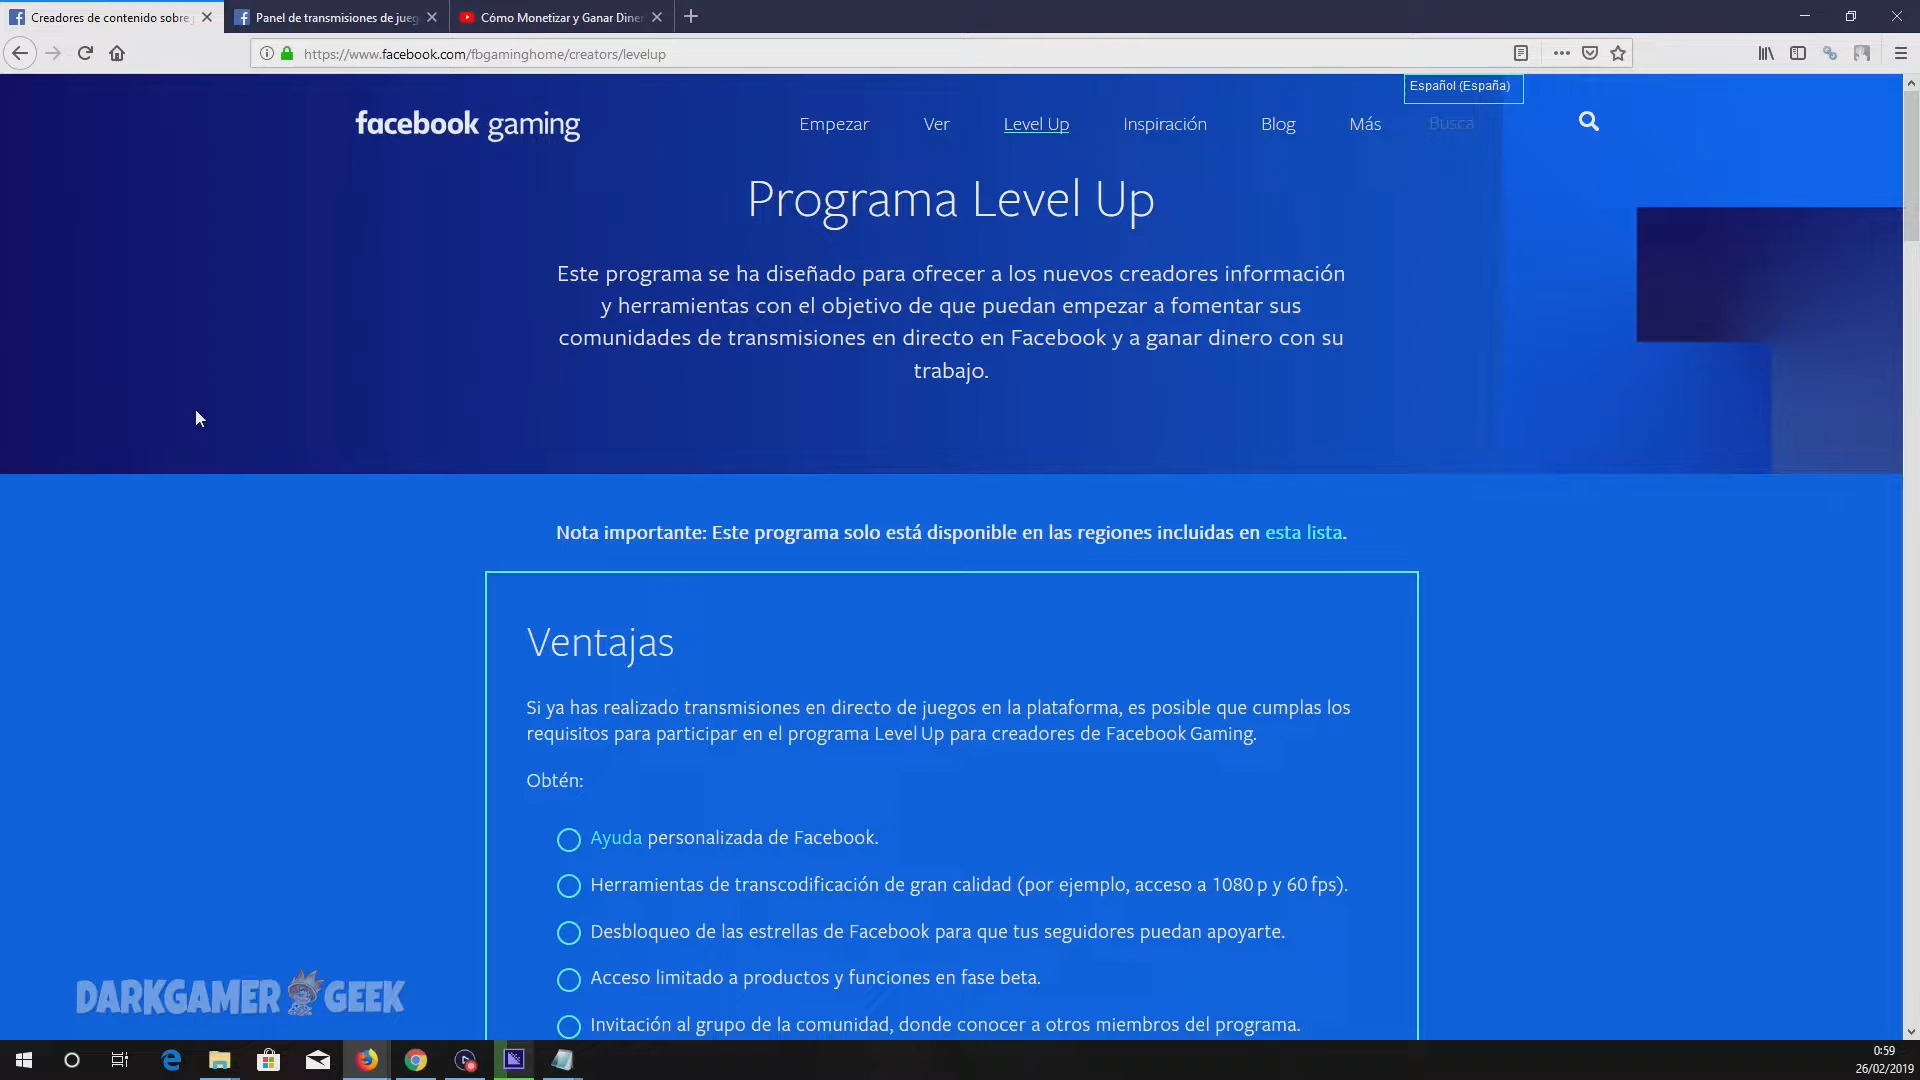 Creadores de contenido sobre
Panel de transmisiones de jueg
Cómo Monetizar y Ganar Diner
https://www.facebook.com/fbgaminghome/creators/levelup
Español (España)
facebook gaming
Empezar
Ver
Level Up
Inspiración
Blog
Más
Busca
Programa Level Up
Este programa se ha diseñado para ofrecer a los nuevos creadores información
y herramientas con el objetivo de que puedan empezar a fomentar sus
comunidades de transmisiones en directo en Facebook y a ganar dinero con su
trabajo.
Nota importante: Este programa solo está disponible en las regiones incluidas en esta lista.
Ventajas
Si ya has realizado transmisiones en directo de juegos en la plataforma, es posible que cumplas los
requisitos para participar en el programa Level Up para creadores de Facebook Gaming.
Obtén:
Ayuda personalizada de Facebook.
Herramientas de transcodificación de gran calidad (por ejemplo, acceso a 1080 p y 60 fps).
Desbloqueo de las estrellas de Facebook para que tus seguidores puedan apoyarte.
Acceso limitado a productos y funciones en fase beta.
Invitación al grupo de la comunidad, donde conocer a otros miembros del programa.
DARKGAMER GEEK
0:59
26/02/2019